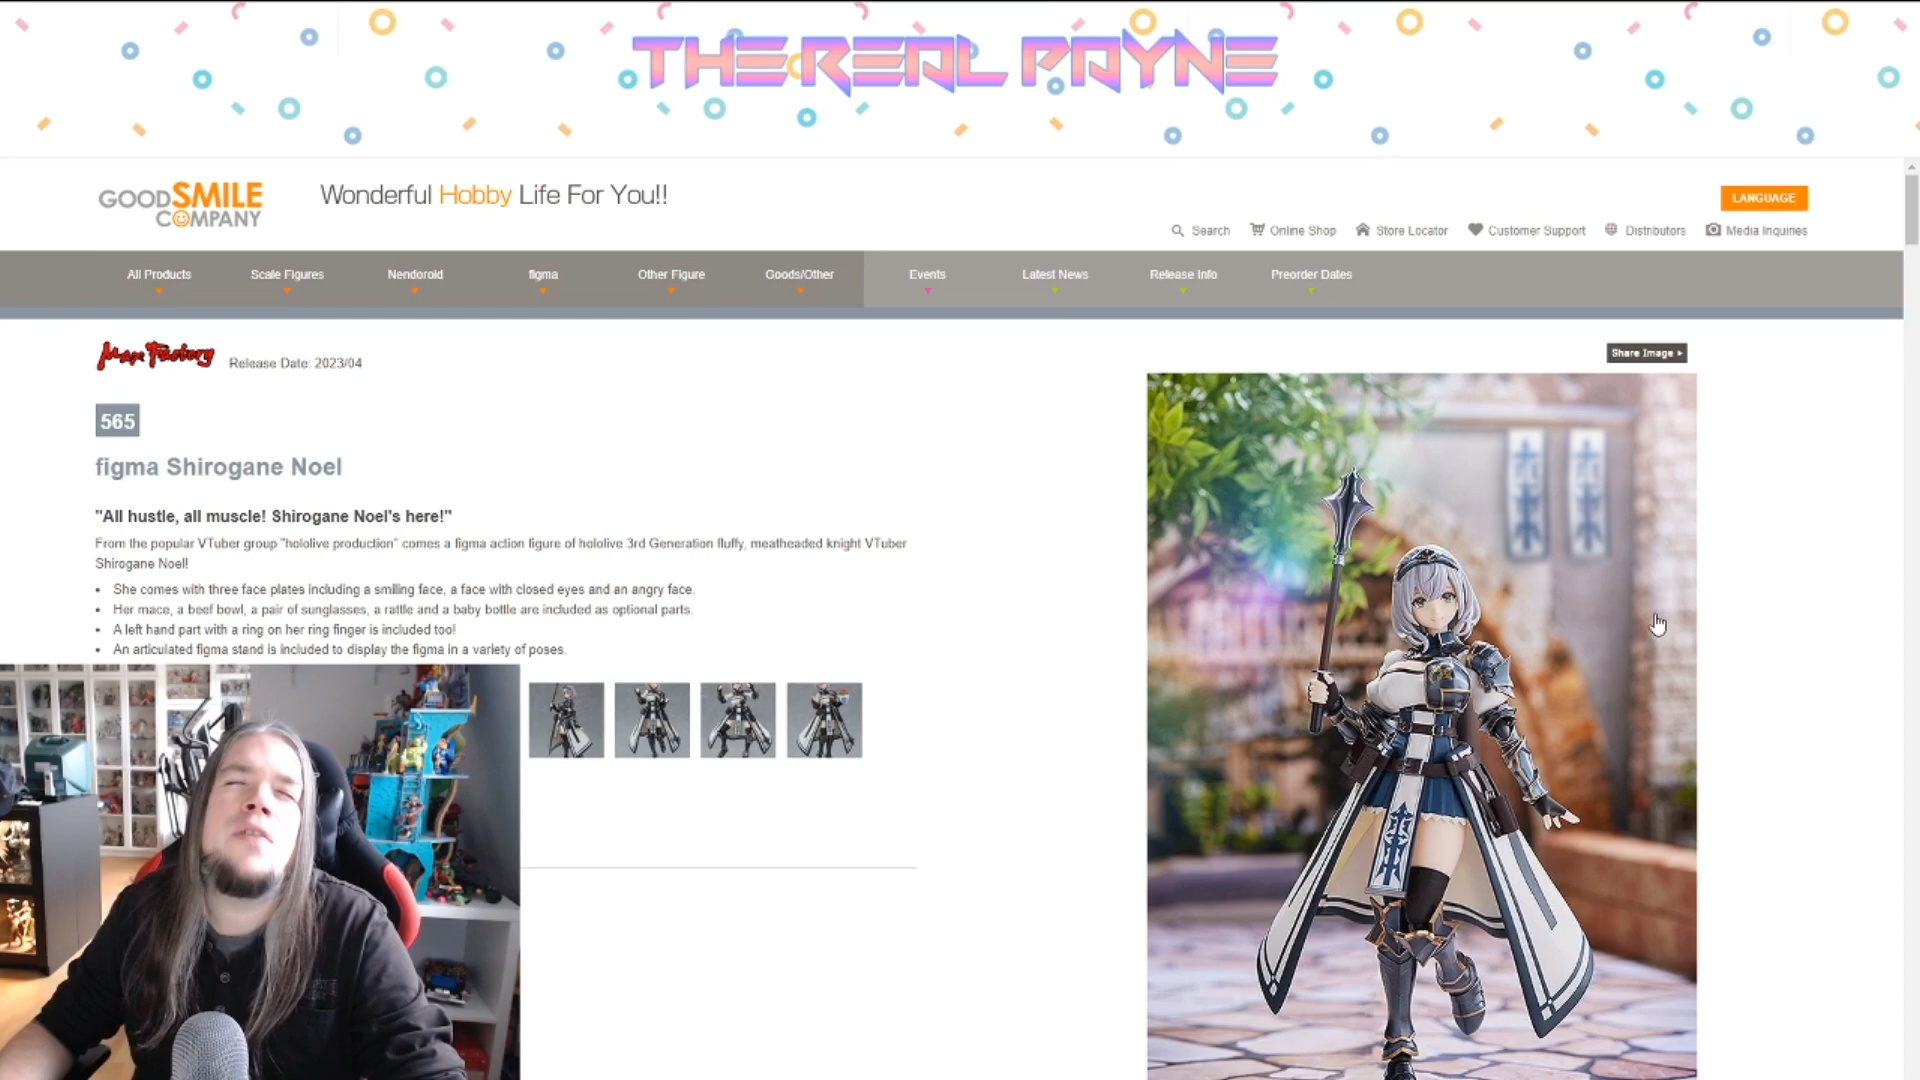 THE REAL PAYNE
GOOD SMILE COMPANY
Wonderful Hobby Life For You!!
LANGUAGE
Search Online Shop Store Locator Customer Support Distributors Media Inquiries
All Products Scale Figures Nendoroid figma Other Figure Goods/Other Events Latest News Release Info Preorder Dates
Max Factory Release Date: 2023/04
Share Image
565
figma Shirogane Noel
"All hustle, all muscle! Shirogane Noel's here!"
From the popular VTuber group "hololive production" comes a figma action figure of hololive 3rd Generation fluffy, meatheaded knight VTuber
Shirogane Noel!
• She comes with three face plates including a smiling face, a face with closed eyes and an angry face.
• Her mace, a beef bowl, a pair of sunglasses, a rattle and a baby bottle are included as optional parts.
• A left hand part with a ring on her ring finger is included too!
• An articulated figma stand is included to display the figma in a variety of poses.